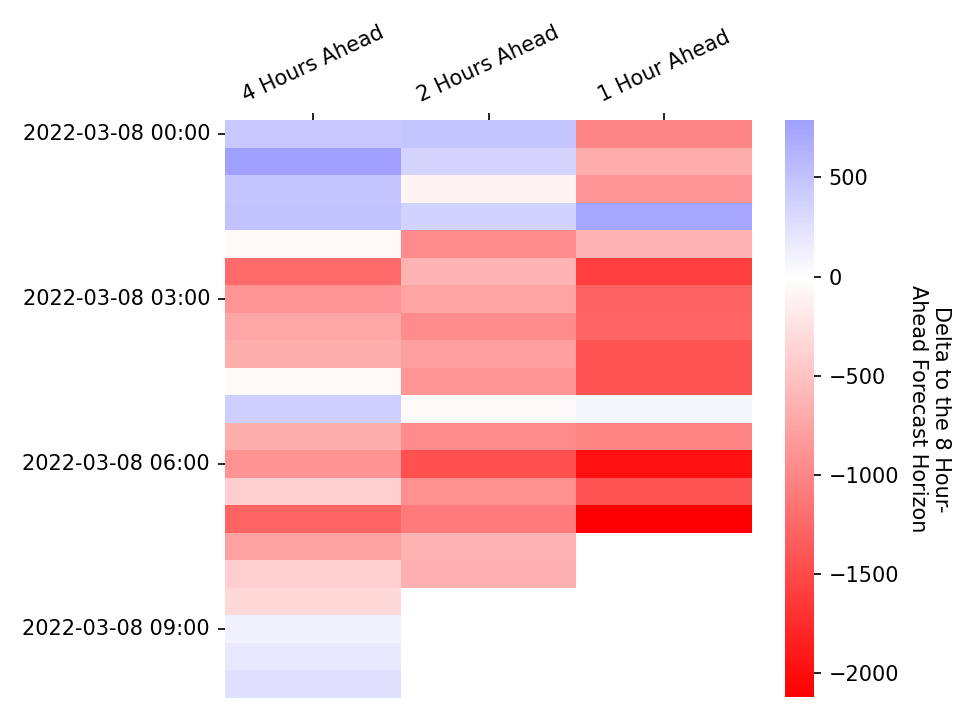 4 Hours Ahead
2 Hours Ahead
1 Hour Ahead
2022-03-08 00:00
2022-03-08 03:00
2022-03-08 06:00
2022-03-08 09:00
500
0
−500
−1000
−1500
−2000
Delta to the 8 Hour-
Ahead Forecast Horizon